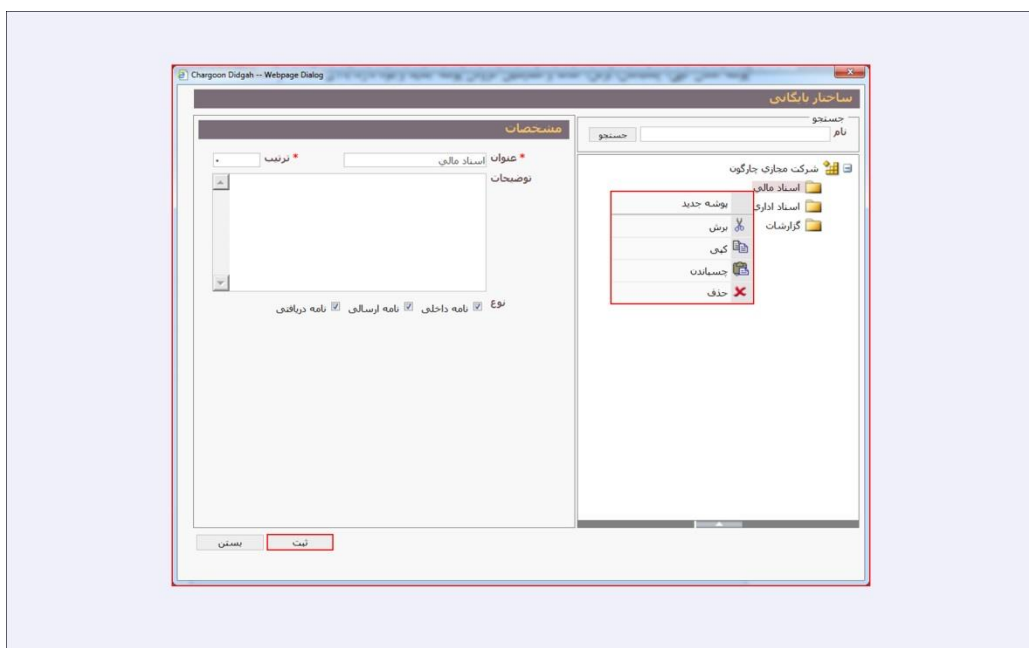 Chargoon Didgah -- Webpage Dialog
ساختار بایگانی
جستجو
نام
جستجو
شرکت مجازی چارگون
اسناد مالی
اسناد اداری
گزارشات
پوشه جدید
برش
کپی
چسباندن
حذف
مشخصات
* عنوان اسناد مالی * ترتیب ۰
توضیحات
نوع نامه داخلی نامه ارسالی نامه دریافتی
ثبت بستن